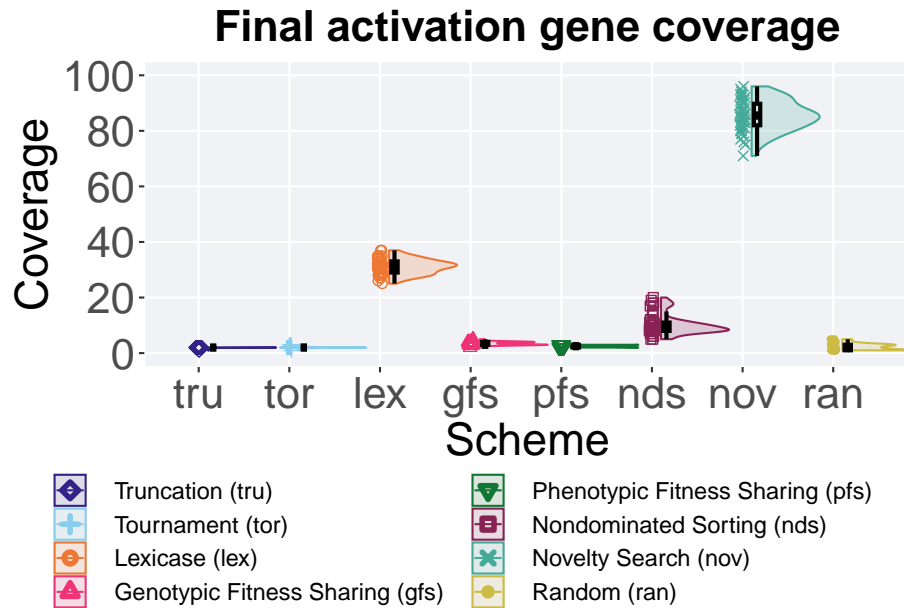 Final activation gene coverage
Coverage
100
80
60
40
20
0
tru tor lex gfs pfs nds nov ran
Scheme
Truncation (tru)
Tournament (tor)
Lexicase (lex)
Genotypic Fitness Sharing (gfs)
Phenotypic Fitness Sharing (pfs)
Nondominated Sorting (nds)
Novelty Search (nov)
Random (ran)